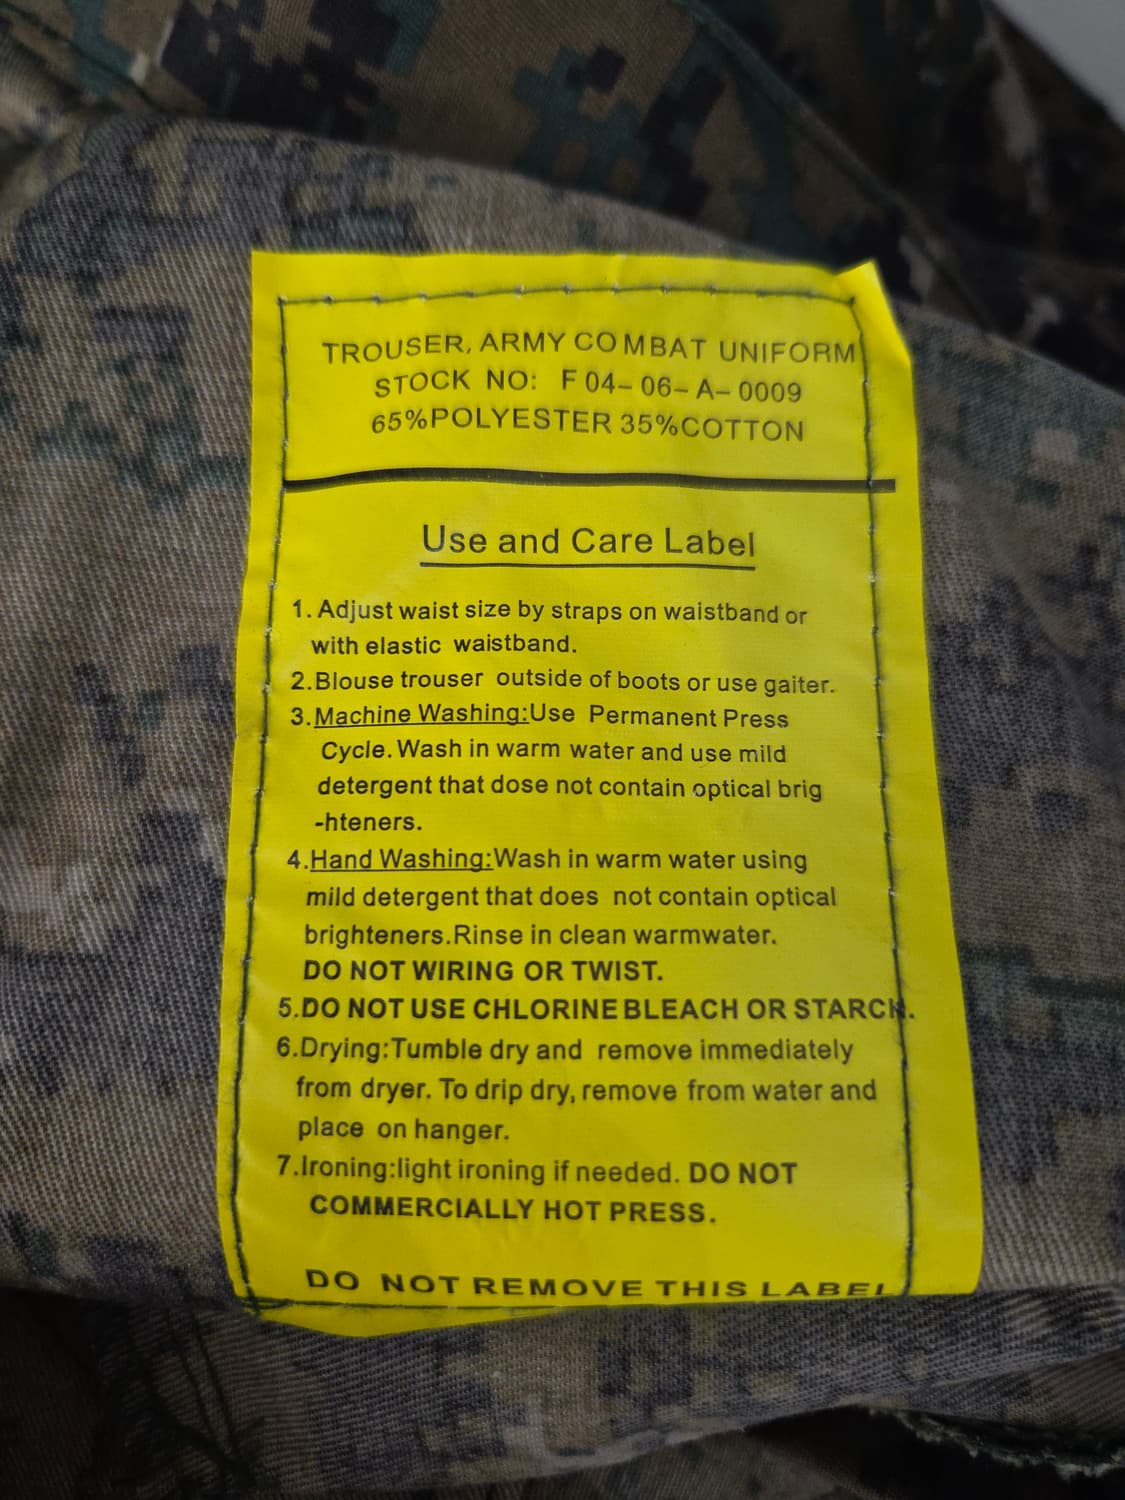 TROUSER, ARMY COMBAT UNIFORM
STOCK NO: F 04-06-A-0009
65%POLYESTER 35%COTTON
Use and Care Label
1. Adjust waist size by straps on waistband or
with elastic waistband.
2.Blouse trouser outside of boots or use gaiter.
3.Machine Washing:Use Permanent Press
Cycle.Wash in warm water and use mild
detergent that dose not contain optical brig
-hteners.
4.Hand Washing:Wash in warm water using
mild detergent that does not contain optical
brighteners.Rinse in clean warmwater.
DO NOT WIRING OR TWIST.
5.DO NOT USE CHLORINE BLEACH OR STARCH.
6.Drying:Tumble dry and remove immediately
from dryer. To drip dry, remove from water and
place on hanger.
7.Ironing:light ironing if needed. DO NOT
COMMERCIALLY HOT PRESS.
DO NOT REMOVE THIS LABEL